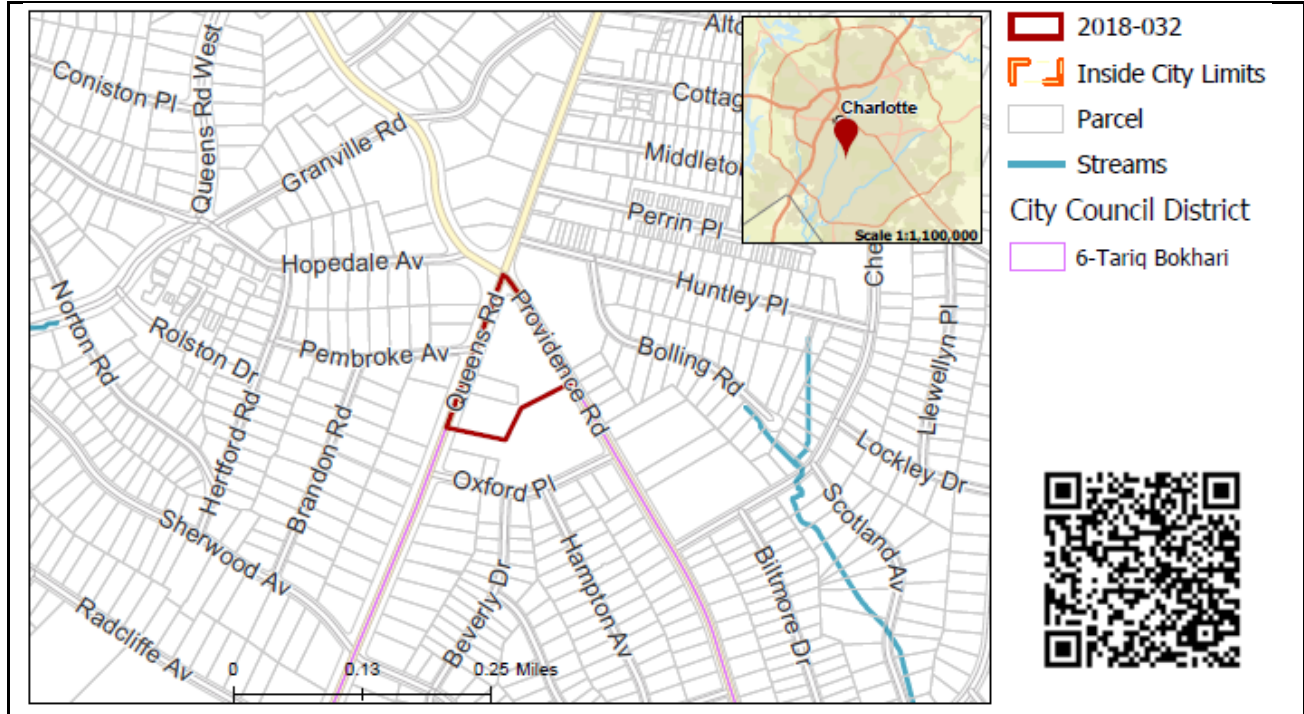 Coniston Pl
Queens Rd West
Granville Rd
Hopedale Av
Norton Rd
Rolston Dr
Pembroke Av
Hertford Rd
Brandon Rd
Sherwood Av
Radcliffe Av
Queens Rd
Providence Rd
Oxford Pl
Beverly Dr
Hampton Av
Biltmore Dr
Scotland Av
Lockley Dr
Llewellyn Pl
Bolling Rd
Huntley Pl
Perrin Pl
Middleto
Cottag
Alto
Che
Charlotte
Scale 1:1,100,000
0 0.13 0.25 Miles
2018-032
Inside City Limits
Parcel
Streams
City Council District
6-Tariq Bokhari